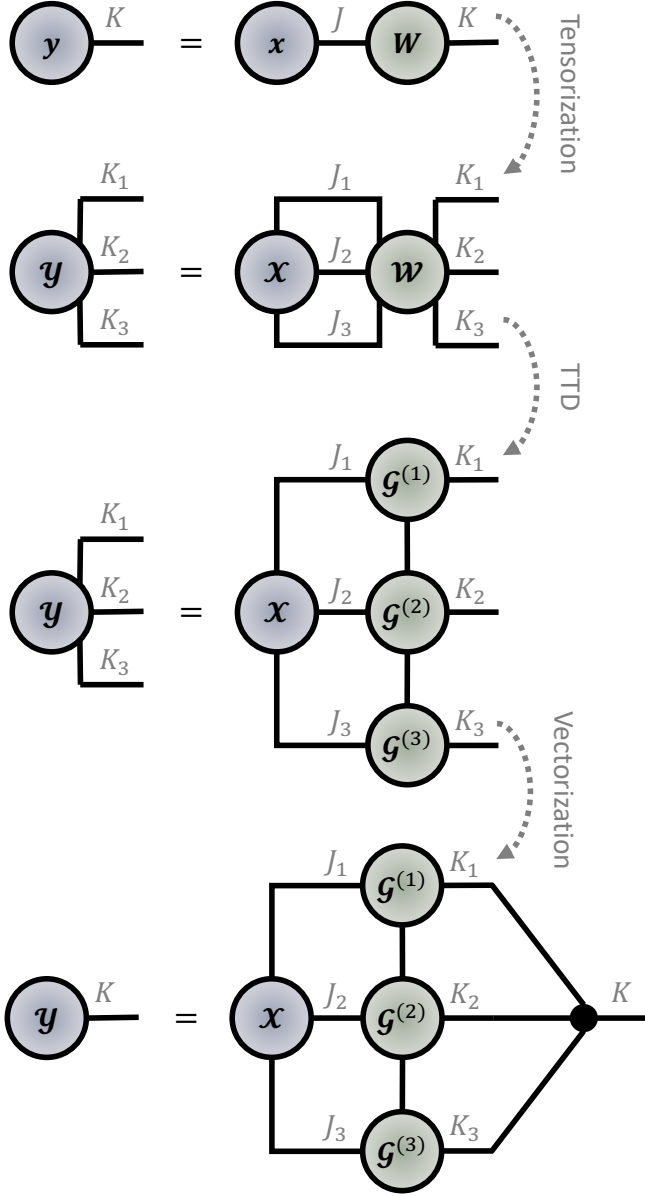 y K = x J W K
Tensorization
𝒴 K₁ K₂ K₃ = 𝒳 J₁ J₂ J₃ 𝒲 K₁ K₂ K₃
TTD
𝒴 K₁ K₂ K₃ = 𝒳 J₁ J₂ J₃ 𝒢⁽¹⁾ 𝒢⁽²⁾ 𝒢⁽³⁾ K₁ K₂ K₃
Vectorization
𝒴 K = 𝒳 J₁ J₂ J₃ 𝒢⁽¹⁾ 𝒢⁽²⁾ 𝒢⁽³⁾ K₁ K₂ K₃ K